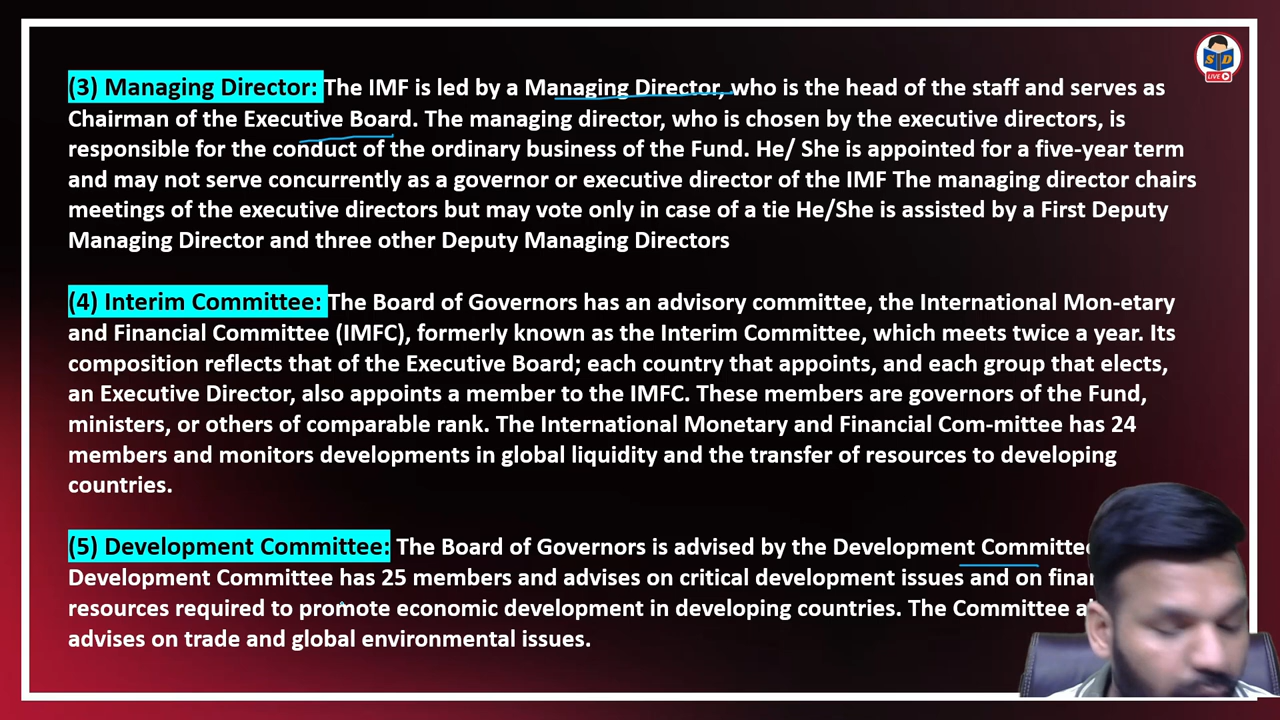 S D
LIVE
(3) Managing Director: The IMF is led by a Managing Director, who is the head of the staff and serves as
Chairman of the Executive Board. The managing director, who is chosen by the executive directors, is
responsible for the conduct of the ordinary business of the Fund. He/ She is appointed for a five-year term
and may not serve concurrently as a governor or executive director of the IMF The managing director chairs
meetings of the executive directors but may vote only in case of a tie He/She is assisted by a First Deputy
Managing Director and three other Deputy Managing Directors
(4) Interim Committee: The Board of Governors has an advisory committee, the International Mon-etary
and Financial Committee (IMFC), formerly known as the Interim Committee, which meets twice a year. Its
composition reflects that of the Executive Board; each country that appoints, and each group that elects,
an Executive Director, also appoints a member to the IMFC. These members are governors of the Fund,
ministers, or others of comparable rank. The International Monetary and Financial Com-mittee has 24
members and monitors developments in global liquidity and the transfer of resources to developing
countries.
(5) Development Committee: The Board of Governors is advised by the Development Committe
Development Committee has 25 members and advises on critical development issues and on
resources required to promote economic development in developing countries. The Committee
advises on trade and global environmental issues.